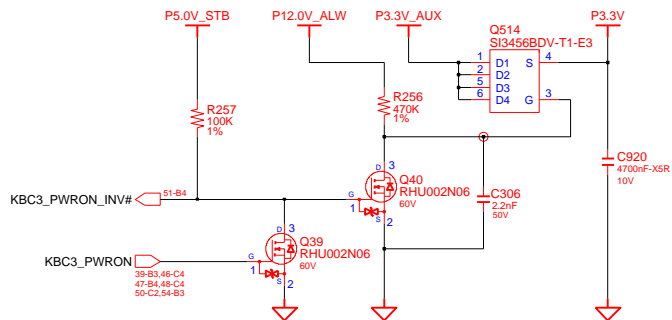 P5.0V_STB
P12.0V_ALW
P3.3V_AUX
Q514
SI3456BDV-T1-E3
P3.3V
1 D1 S 4
2 D2
5 D3 G 3
6 D4
R257
100K
1%
R256
470K
1%
C920
4700nF-X5R
10V
D 3
Q40
RHU002N06
60V
G
1
S
2
C306
2.2nF
50V
KBC3_PWRON_INV#
51-B4
D 3
Q39
RHU002N06
60V
G
1
S
2
KBC3_PWRON
39-B3,46-C4
47-B4,48-C4
50-C2,54-B3